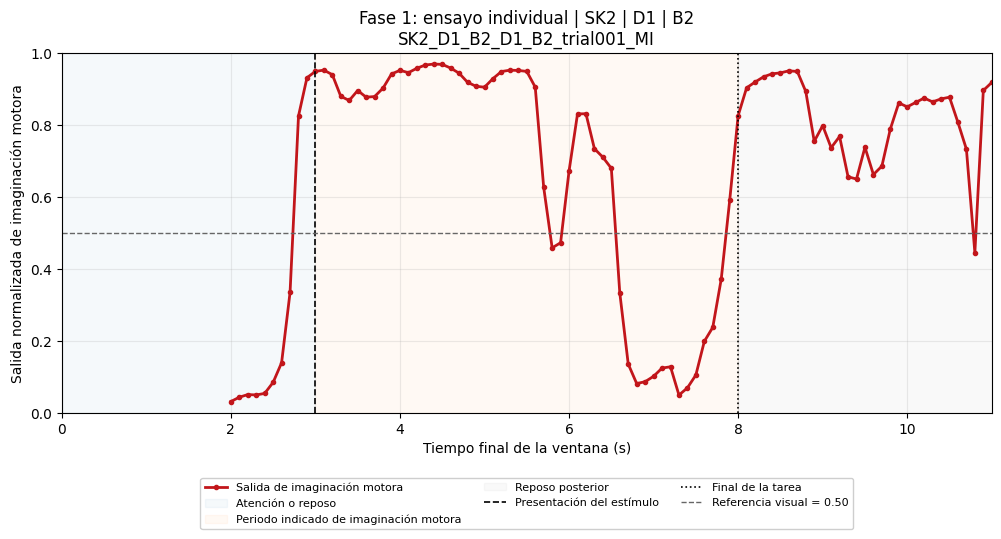 Fase 1: ensayo individual | SK2 | D1 | B2
SK2_D1_B2_D1_B2_trial001_MI
Salida normalizada de imaginación motora
1.0
0.8
0.6
0.4
0.2
0.0
0 2 4 6 8 10
Tiempo final de la ventana (s)
Salida de imaginación motora
Atención o reposo
Periodo indicado de imaginación motora
Reposo posterior
Presentación del estímulo
Final de la tarea
Referencia visual = 0.50